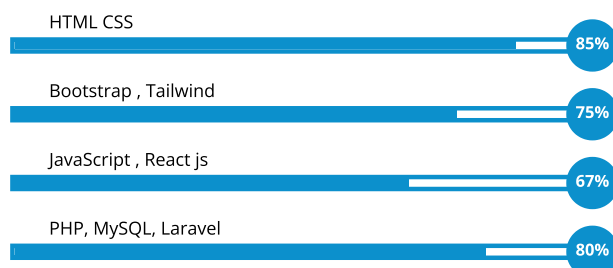 HTML CSS
85%
Bootstrap , Tailwind
75%
JavaScript , React js
67%
PHP, MySQL, Laravel
80%